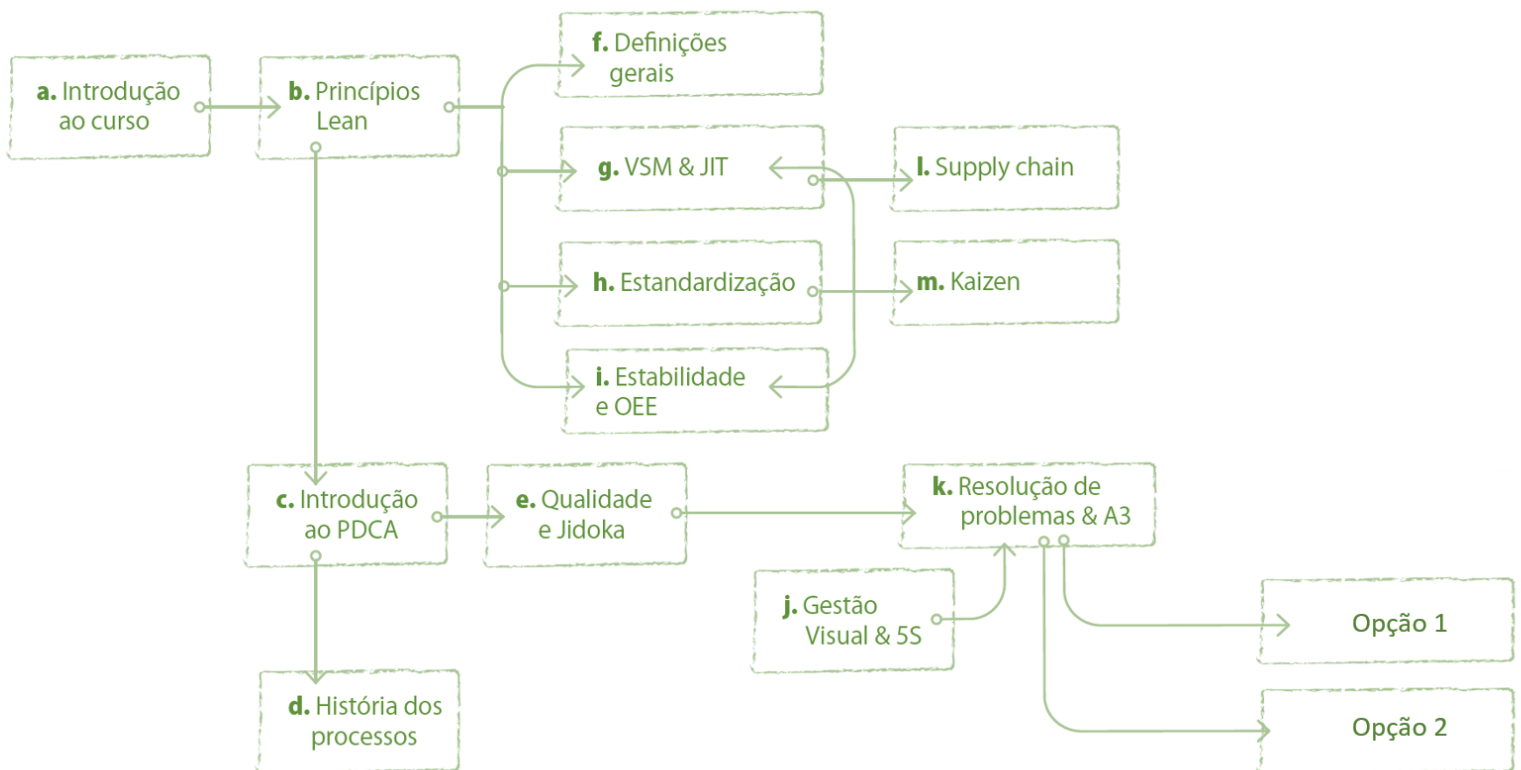 a. Introdução
ao curso
b. Princípios
Lean
f. Definições
gerais
g. VSM & JIT
l. Supply chain
h. Estandardização
m. Kaizen
i. Estabilidade
e OEE
c. Introdução
ao PDCA
e. Qualidade
e Jidoka
k. Resolução de
problemas & A3
j. Gestão
Visual & 5S
Opção 1
d. História dos
processos
Opção 2